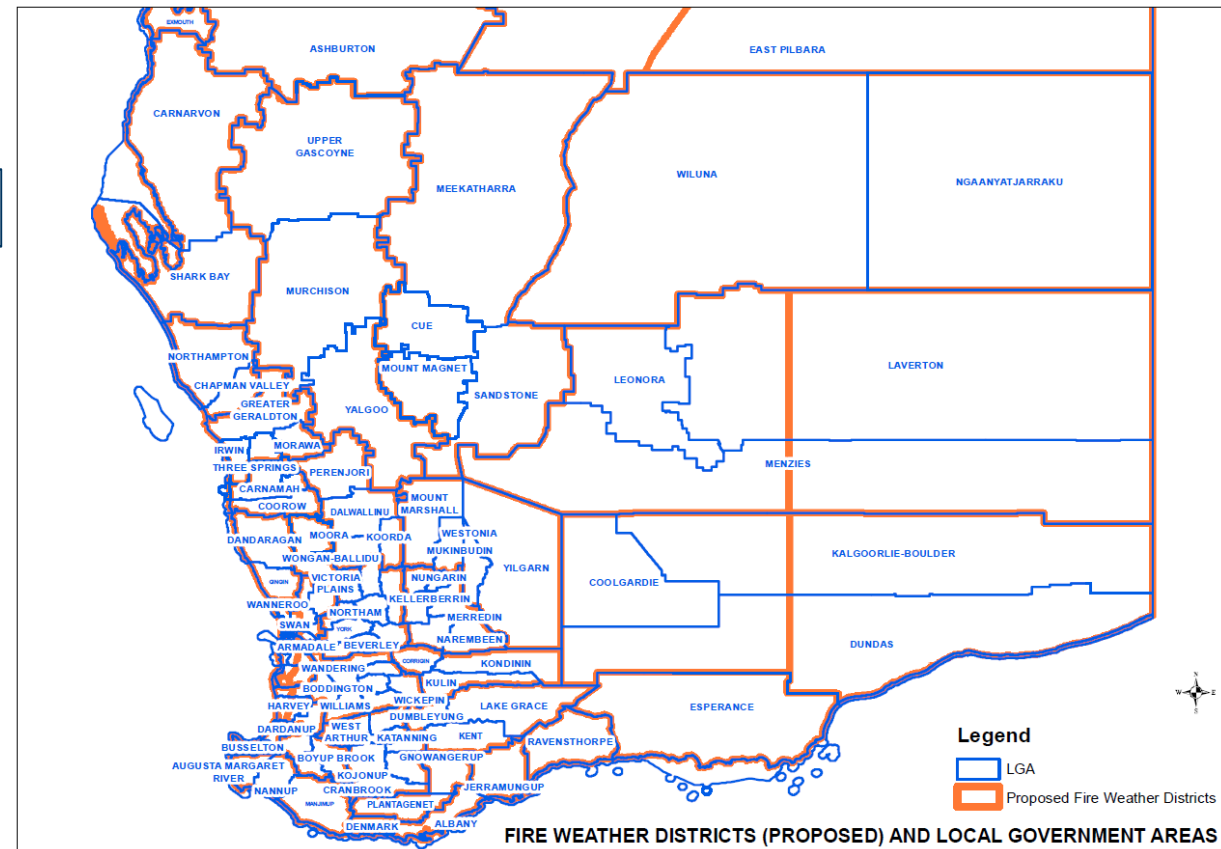 EXMOUTH
ASHBURTON
EAST PILBARA
CARNARVON
UPPER
GASCOYNE
WILUNA
NGAANYATJARRAKU
MEEKATHARRA
SHARK BAY
MURCHISON
CUE
NORTHAMPTON
MOUNT MAGNET
LAVERTON
LEONORA
CHAPMAN VALLEY
SANDSTONE
GREATER
GERALDTON
YALGOO
IRWIN
MORAWA
THREE SPRINGS
PERENJORI
MENZIES
CARNAMAH
MOUNT
MARSHALL
COOROW
DALWALLINU
DANDARAGAN
MOORA
KOORDA
WESTONIA
MUKINBUDIN
KALGOORLIE-BOULDER
WONGAN-BALLIDU
YILGARN
GINGIN
VICTORIA
PLAINS
NUNGARIN
COOLGARDIE
WANNEROO
KELLERBERRIN
NORTHAM
MERREDIN
SWAN
YORK
NAREMBEEN
ARMADALE
BEVERLEY
DUNDAS
CORRIGIN
KONDININ
WANDERING
KULIN
BODDINGTON
WICKEPIN
HARVEY
WILLIAMS
LAKE GRACE
ESPERANCE
DUMBLEYUNG
DARDANUP
WEST
ARTHUR
KATANNING
KENT
RAVENSTHORPE
BUSSELTON
BOYUP BROOK
GNOWANGERUP
AUGUSTA MARGARET
RIVER
KOJONUP
NANNUP
CRANBROOK
JERRAMUNGUP
MANJIMUP
PLANTAGENET
DENMARK
ALBANY
N
W
E
S
Legend
LGA
Proposed Fire Weather Districts
FIRE WEATHER DISTRICTS (PROPOSED) AND LOCAL GOVERNMENT AREAS